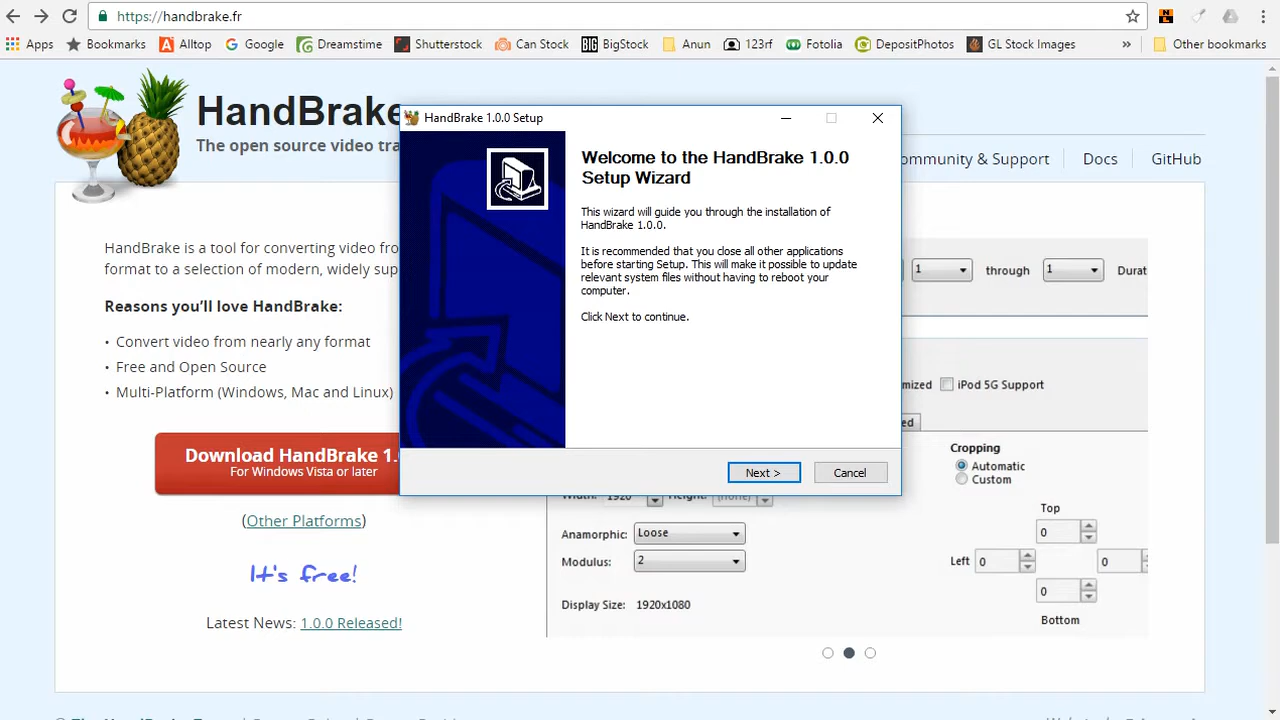 https://handbrake.fr
Apps Bookmarks Alltop Google Dreamstime Shutterstock Can Stock BigStock Anun 123rf Fotolia DepositPhotos GL Stock Images » Other bookmarks
HandBrake
The open source video tra
ommunity & Support Docs GitHub
HandBrake 1.0.0 Setup
Welcome to the HandBrake 1.0.0
Setup Wizard
This wizard will guide you through the installation of
HandBrake 1.0.0.
It is recommended that you close all other applications
before starting Setup. This will make it possible to update
relevant system files without having to reboot your
computer.
Click Next to continue.
Next >
Cancel
HandBrake is a tool for converting video fro
format to a selection of modern, widely sup
Reasons you’ll love HandBrake:
• Convert video from nearly any format
• Free and Open Source
• Multi-Platform (Windows, Mac and Linux)
Download HandBrake 1.
For Windows Vista or later
(Other Platforms)
It's free!
Latest News: 1.0.0 Released!
1 through 1 Durat
mized iPod 5G Support
ed
Cropping
Automatic
Custom
Width: 1920 Height: (none)
Top
0
Anamorphic: Loose
Left 0 0
Modulus: 2
0
Display Size: 1920x1080
Bottom